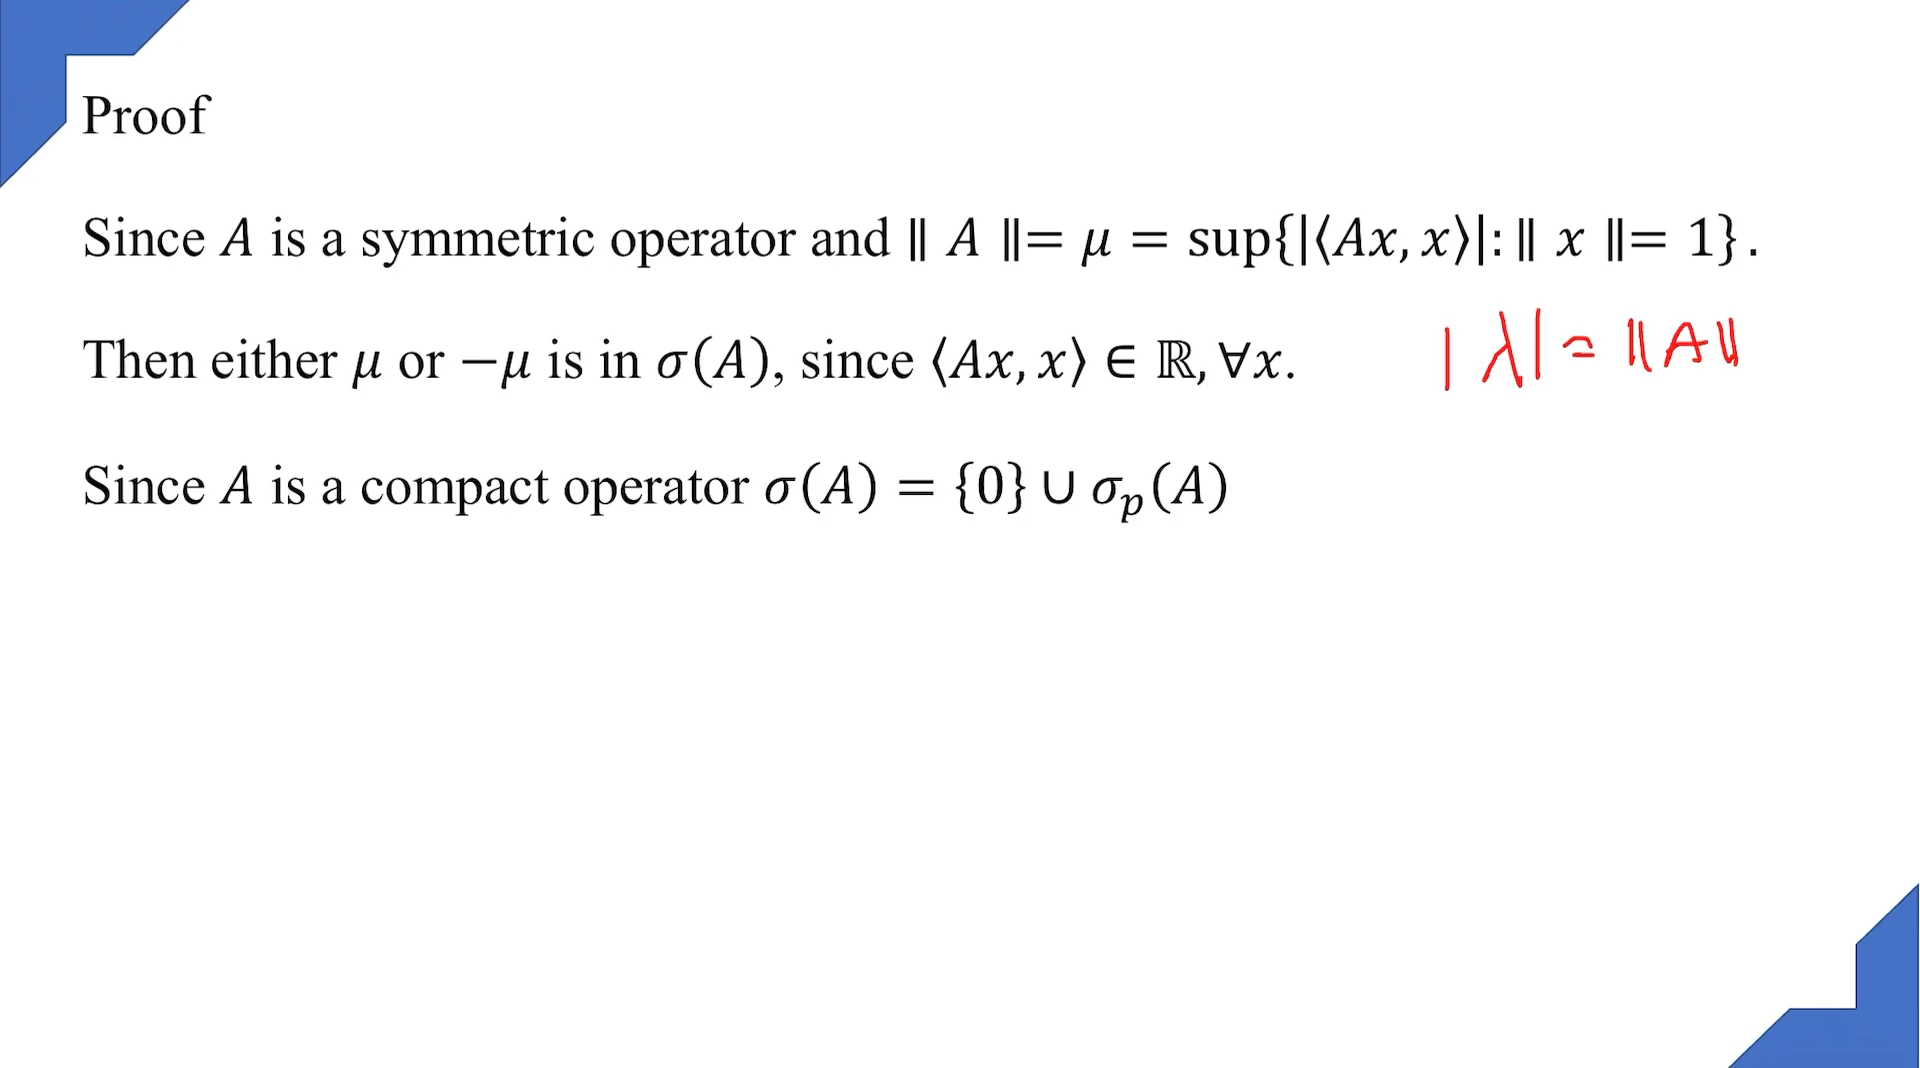 Proof
Since A is a symmetric operator and ‖ A ‖= μ = sup{|⟨Ax, x⟩|: ‖ x ‖= 1}.
Then either μ or −μ is in σ(A), since ⟨Ax, x⟩ ∈ ℝ, ∀x.
|λ| = ‖A‖
Since A is a compact operator σ(A) = {0} ∪ σₚ(A)